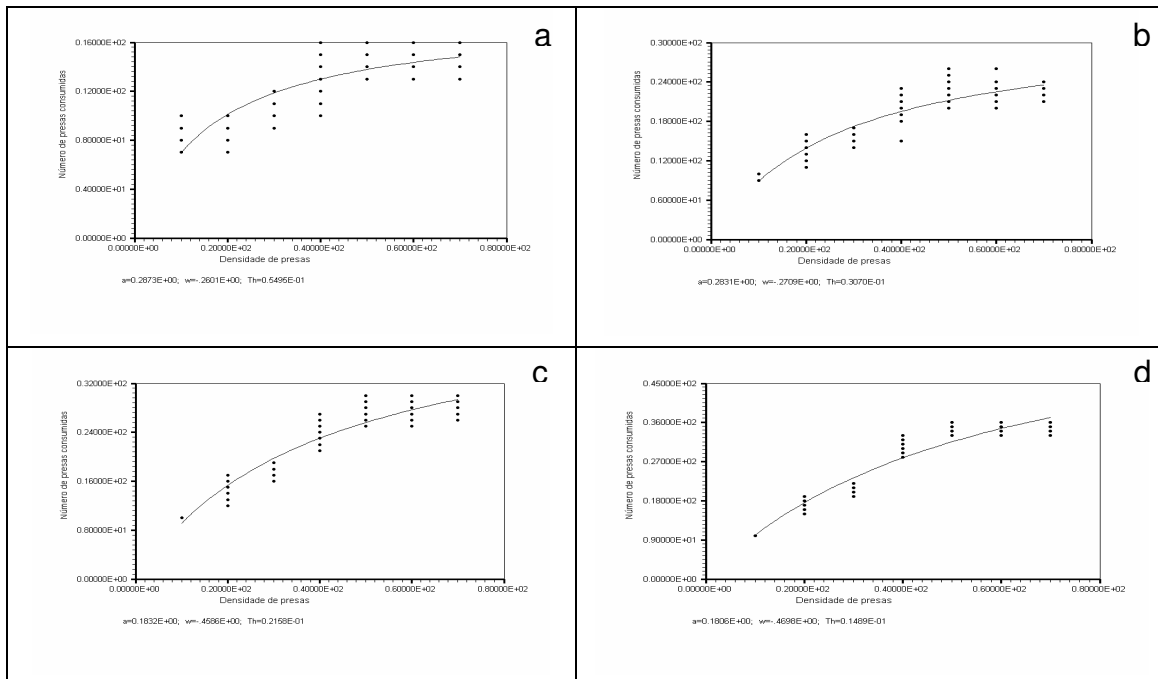 a
0.16000E+02
0.12000E+02
0.80000E+01
0.40000E+01
0.00000E+00
Número de presas consumidas
0.00000E+00 0.20000E+02 0.40000E+02 0.60000E+02 0.80000E+02
Densidade de presas
a=0.2873E+00; w=-.2601E+00; Th=0.5495E-01
b
0.30000E+02
0.24000E+02
0.18000E+02
0.12000E+02
0.60000E+01
0.00000E+00
Número de presas consumidas
0.00000E+00 0.20000E+02 0.40000E+02 0.60000E+02 0.80000E+02
Densidade de presas
a=0.2831E+00; w=-.2709E+00; Th=0.3070E-01
c
0.32000E+02
0.24000E+02
0.16000E+02
0.80000E+01
0.00000E+00
Número de presas consumidas
0.00000E+00 0.20000E+02 0.40000E+02 0.60000E+02 0.80000E+02
Densidade de presas
a=0.1832E+00; w=-.4586E+00; Th=0.2158E-01
d
0.45000E+02
0.36000E+02
0.27000E+02
0.18000E+02
0.90000E+01
0.00000E+00
Número de presas consumidas
0.00000E+00 0.20000E+02 0.40000E+02 0.60000E+02 0.80000E+02
Densidade de presas
a=0.1806E+00; w=-.4698E+00; Th=0.1489E-01